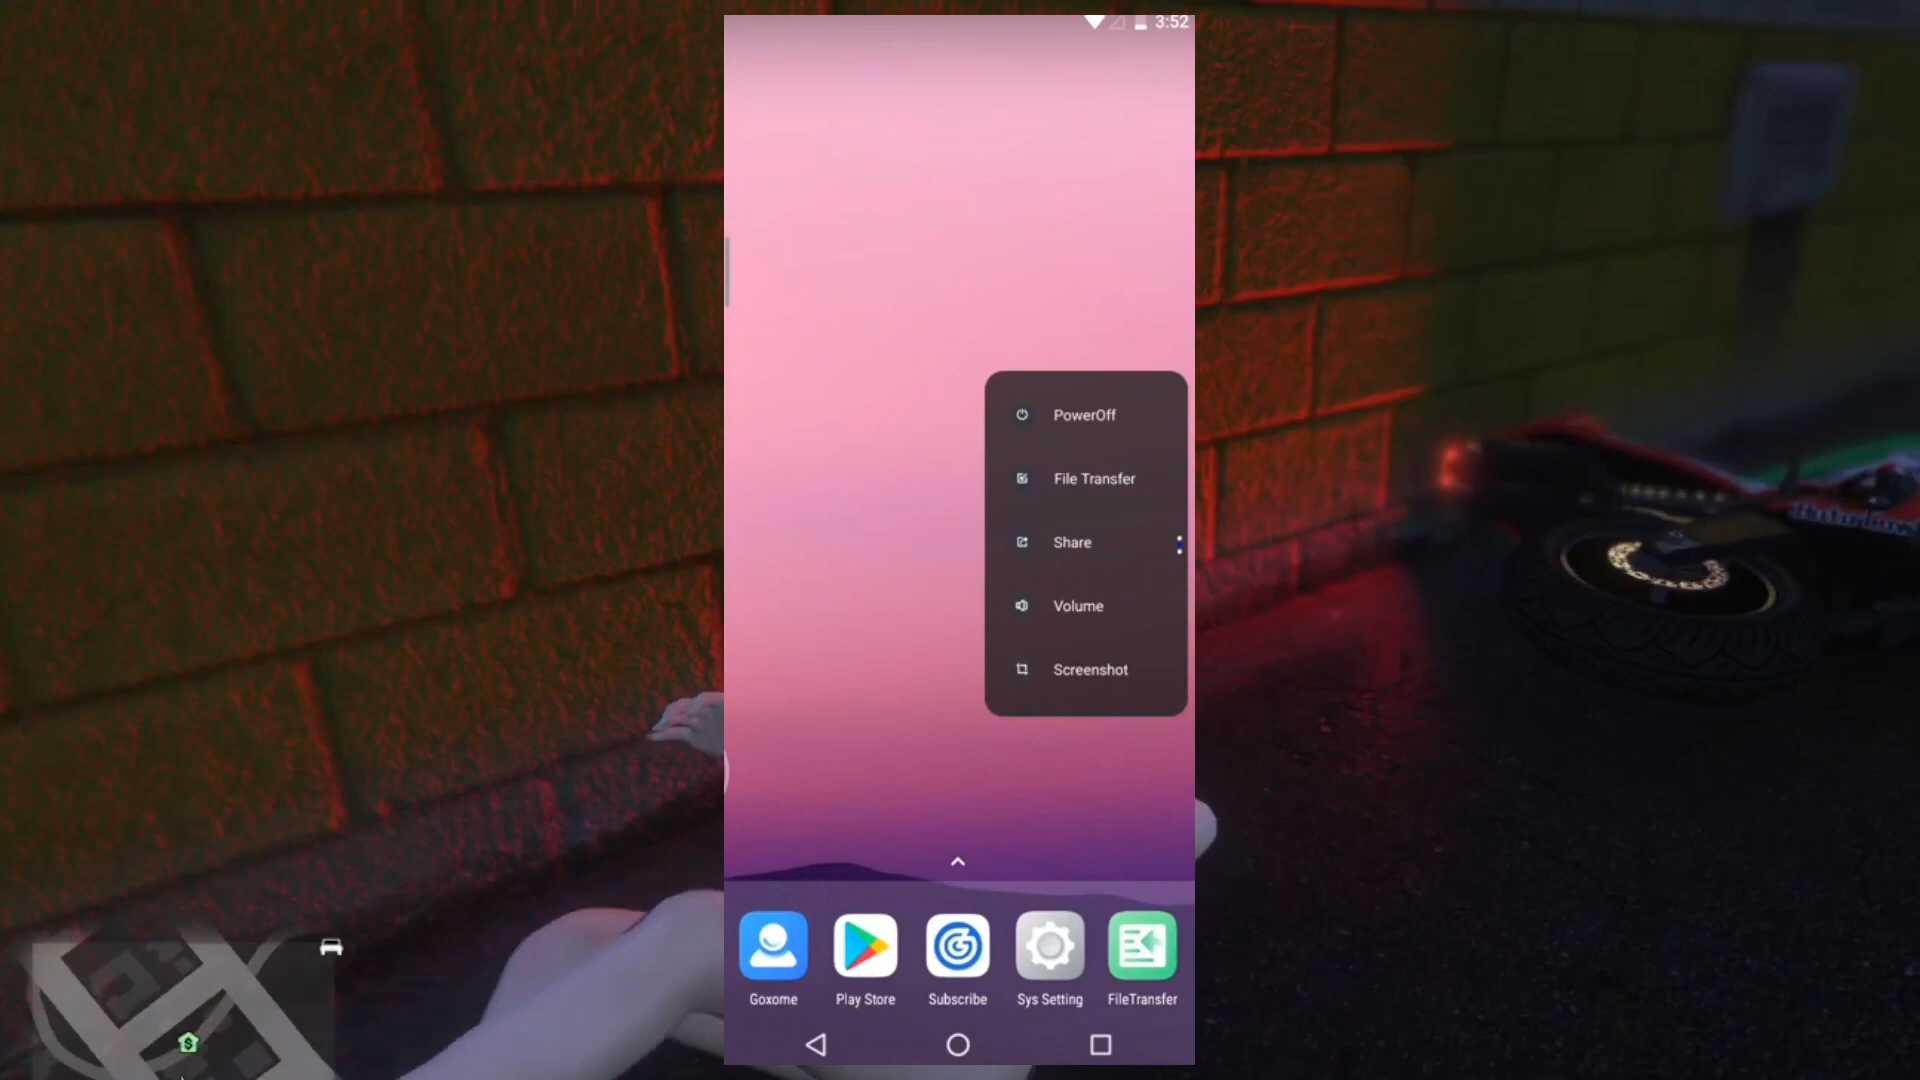 3:52
PowerOff
File Transfer
Share
Volume
Screenshot
Goxome
Play Store
Subscribe
Sys Setting
FileTransfer